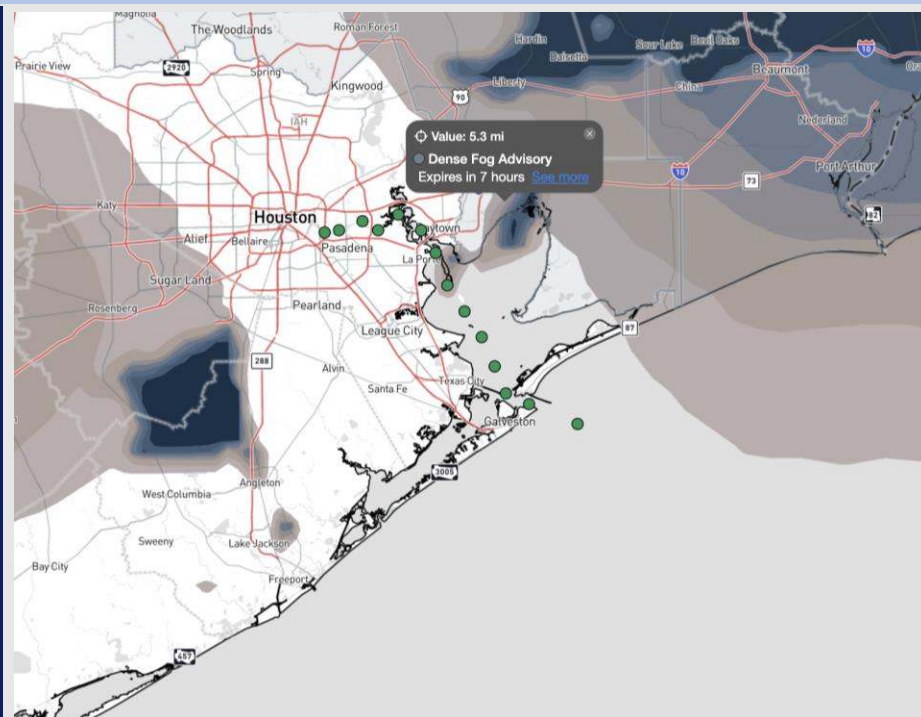 Magnolia
The Woodlands
Roman Forest
Hardin
Daisetta
Sour Lake
Bevil Oaks
10
Prairie View
2920
Spring
Kingwood
90
Liberty
China
Beaumont
IAH
Nederland
Value: 5.3 mi
Dense Fog Advisory
Expires in 7 hours See more
10
73
Port Arthur
82
Katy
Houston
Alief
Bellaire
Pasadena
La Porte
Sugar Land
Rosenberg
Pearland
League City
87
288
Alvin
Santa Fe
Texas City
Galveston
3005
Angleton
West Columbia
Sweeny
Lake Jackson
Bay City
Freeport
457